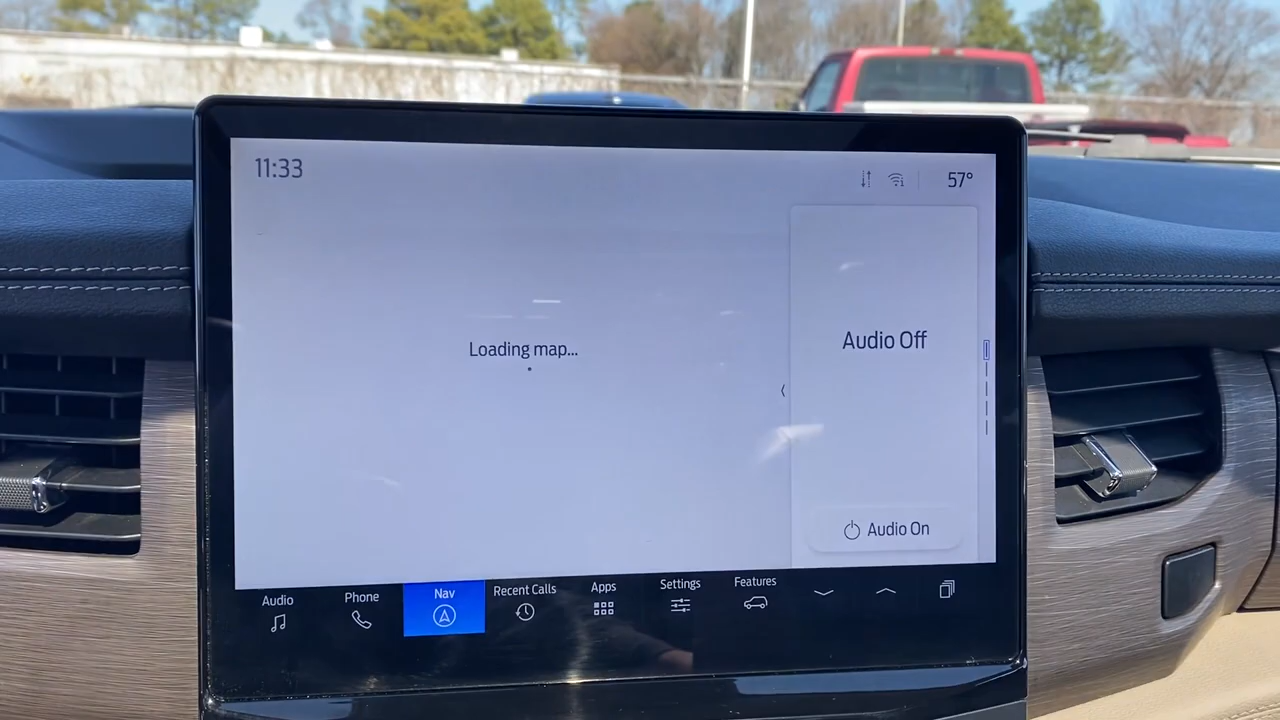 11:33
57°
Loading map...
Audio Off
Audio On
Audio
Phone
Nav
Recent Calls
Apps
Settings
Features